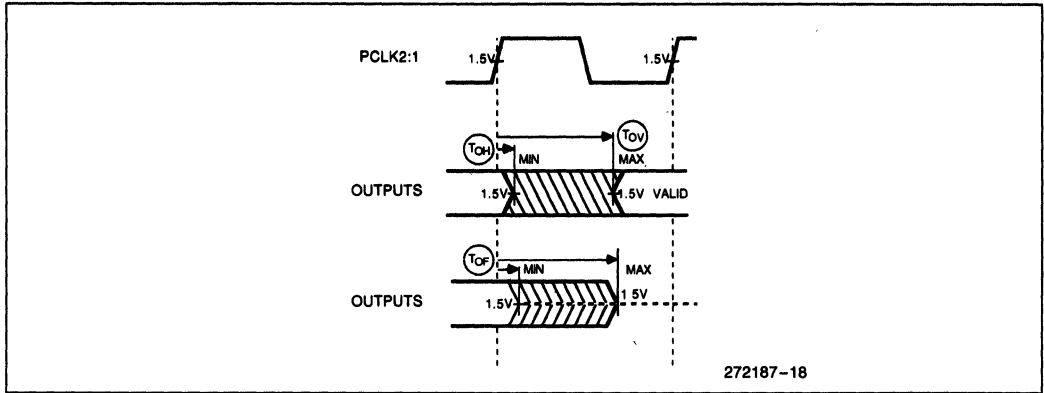 PCLK2:1 1.5V 1.5V
TOH TOV
MIN MAX
OUTPUTS 1.5V 1.5V VALID
TOF
MIN MAX
OUTPUTS 1.5V 1 5V
272187–18